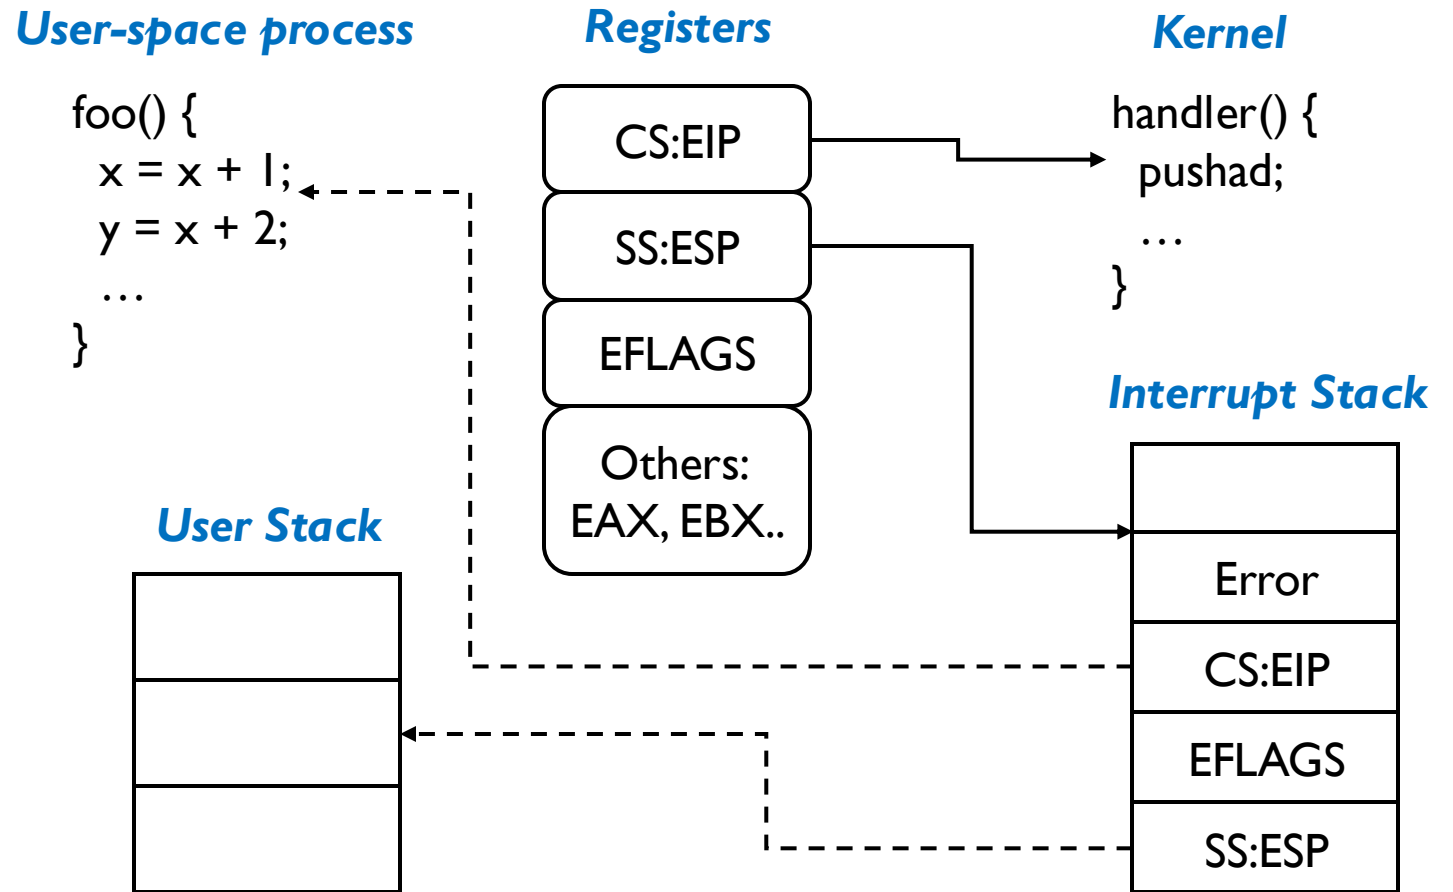 User-space process
foo() {
x = x + 1;
y = x + 2;
…
}
User Stack
Registers
CS:EIP
SS:ESP
EFLAGS
Others:
EAX, EBX..
Kernel
handler() {
pushad;
…
}
Interrupt Stack
Error
CS:EIP
EFLAGS
SS:ESP